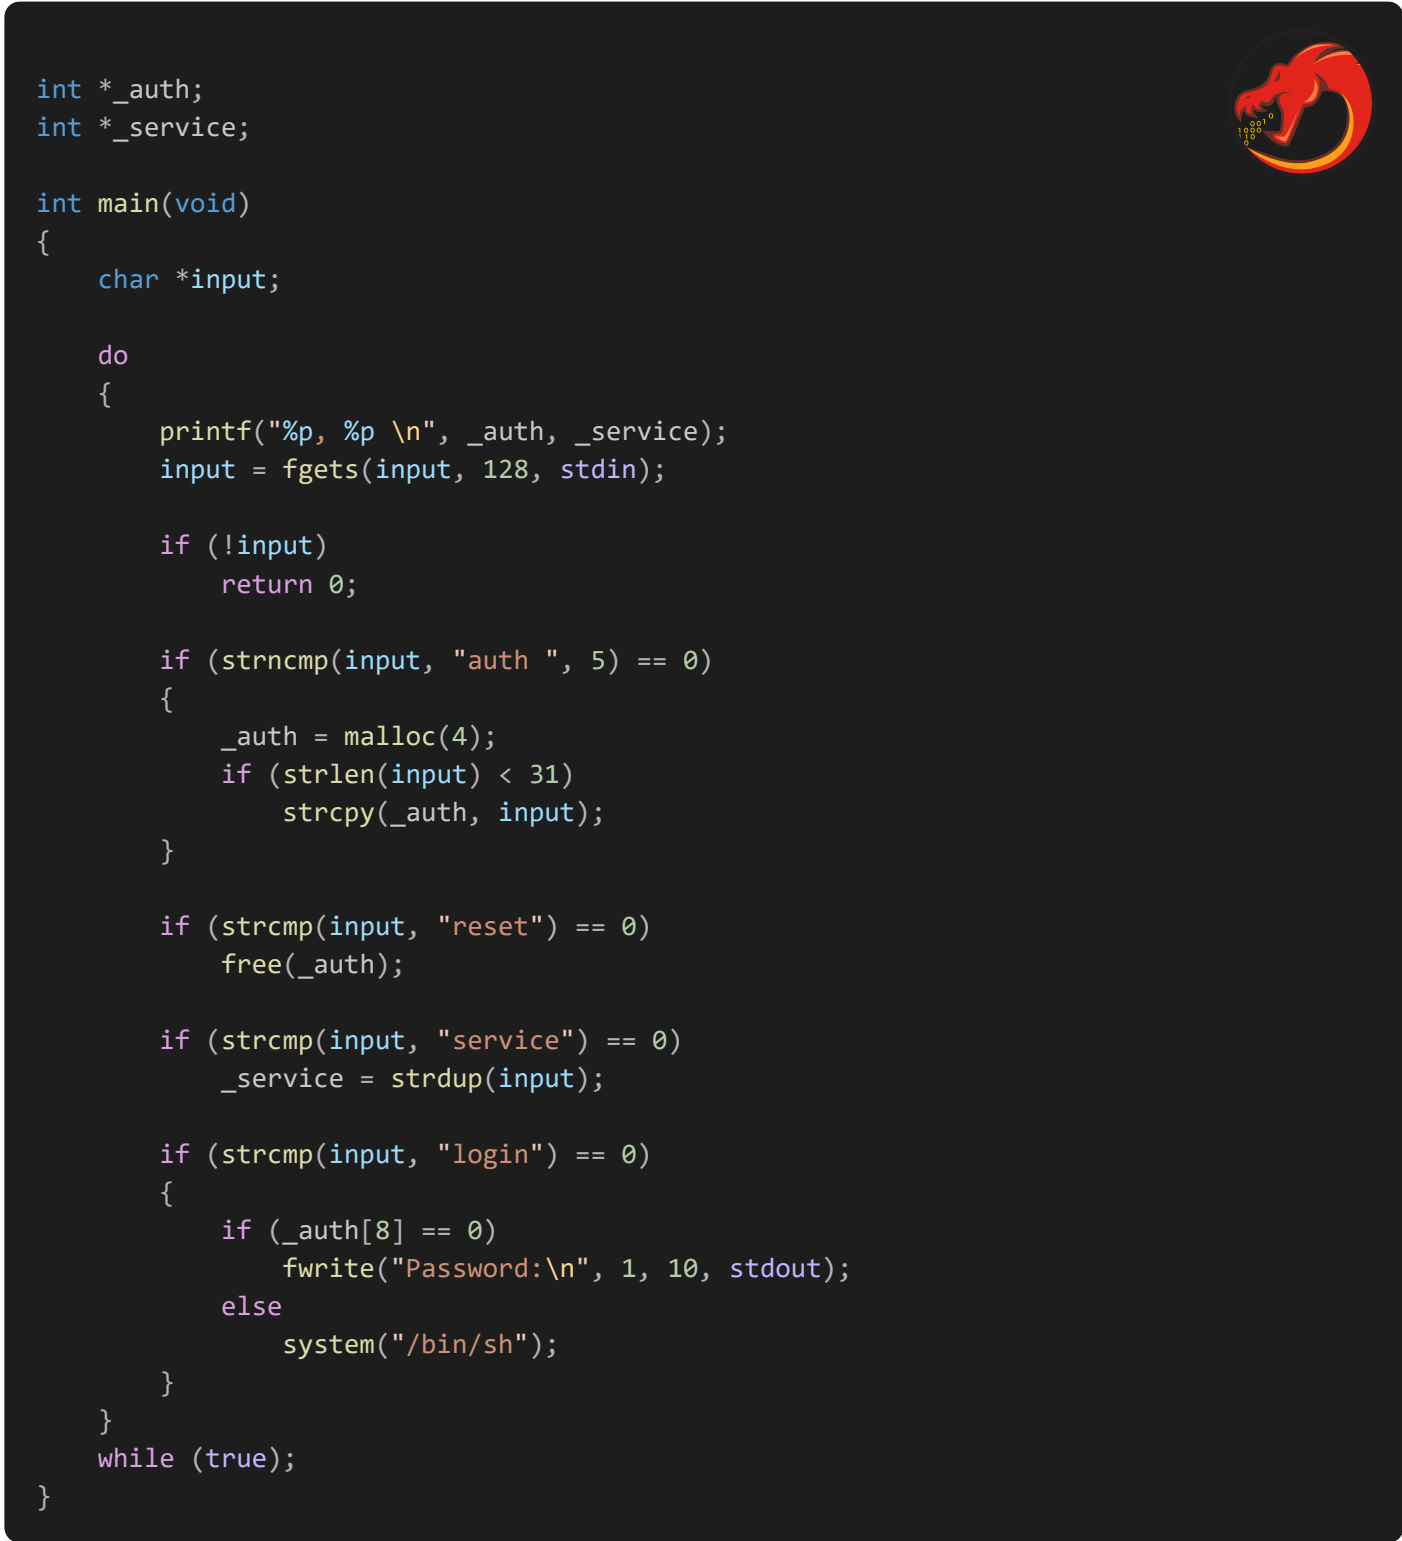 int *_auth;
int *_service;
int main(void)
{
char *input;
do
{
printf("%p, %p \n", _auth, _service);
input = fgets(input, 128, stdin);
if (!input)
return 0;
if (strncmp(input, "auth ", 5) == 0)
{
_auth = malloc(4);
if (strlen(input) < 31)
strcpy(_auth, input);
}
if (strcmp(input, "reset") == 0)
free(_auth);
if (strcmp(input, "service") == 0)
_service = strdup(input);
if (strcmp(input, "login") == 0)
{
if (_auth[8] == 0)
fwrite("Password:\n", 1, 10, stdout);
else
system("/bin/sh");
}
}
while (true);
}